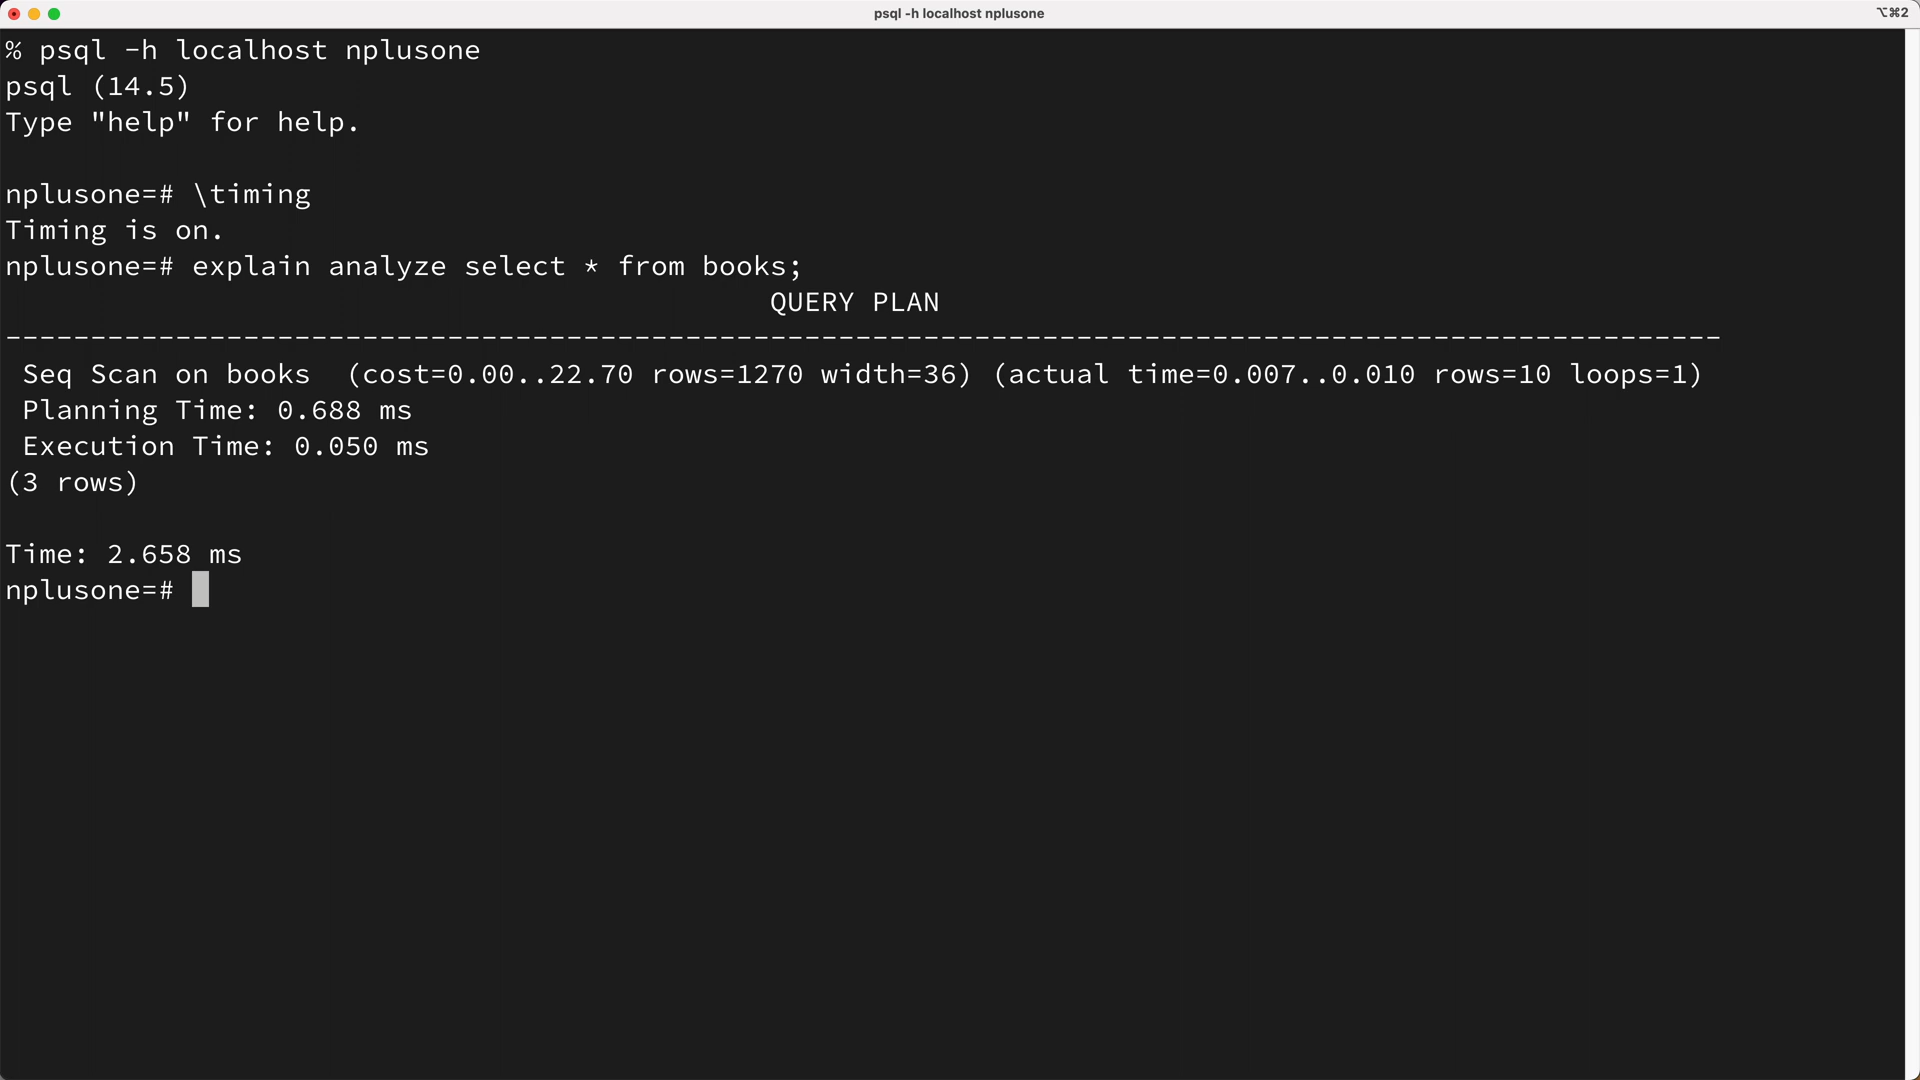 psql -h localhost nplusone
⌥⌘2
% psql -h localhost nplusone
psql (14.5)
Type "help" for help.
nplusone=# \timing
Timing is on.
nplusone=# explain analyze select * from books;
QUERY PLAN
------------------------------------------------------------------------------------------------------
Seq Scan on books  (cost=0.00..22.70 rows=1270 width=36) (actual time=0.007..0.010 rows=10 loops=1)
Planning Time: 0.688 ms
Execution Time: 0.050 ms
(3 rows)
Time: 2.658 ms
nplusone=#